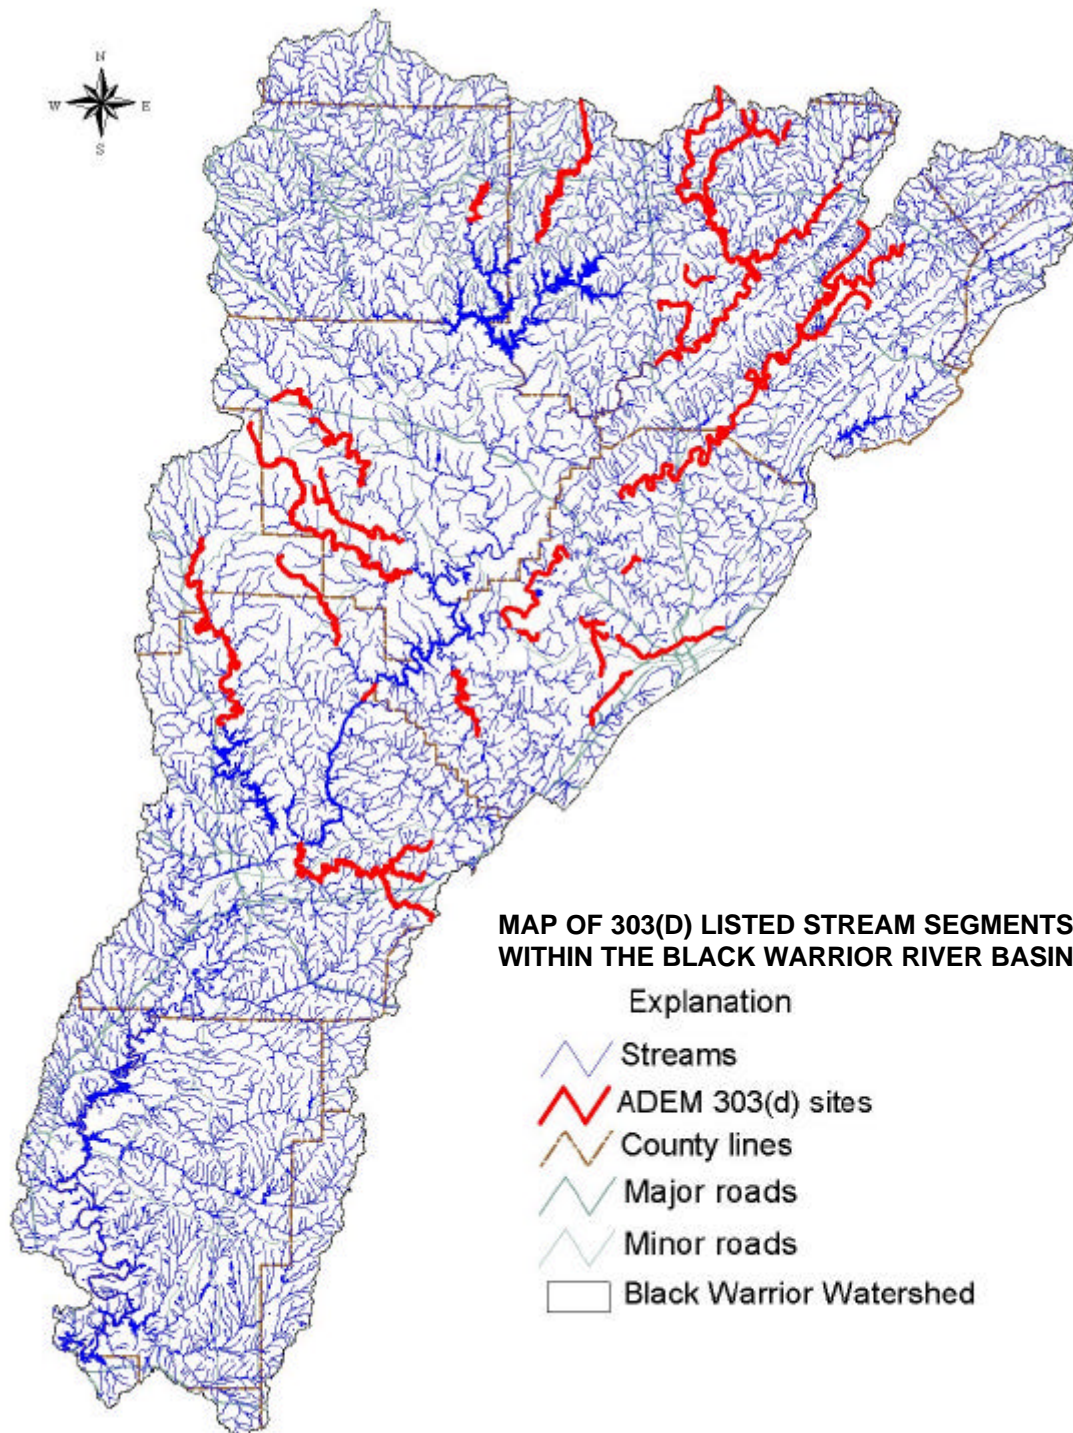 N
W E
S
MAP OF 303(D) LISTED STREAM SEGMENTS
WITHIN THE BLACK WARRIOR RIVER BASIN
Explanation
Streams
ADEM 303(d) sites
County lines
Major roads
Minor roads
Black Warrior Watershed